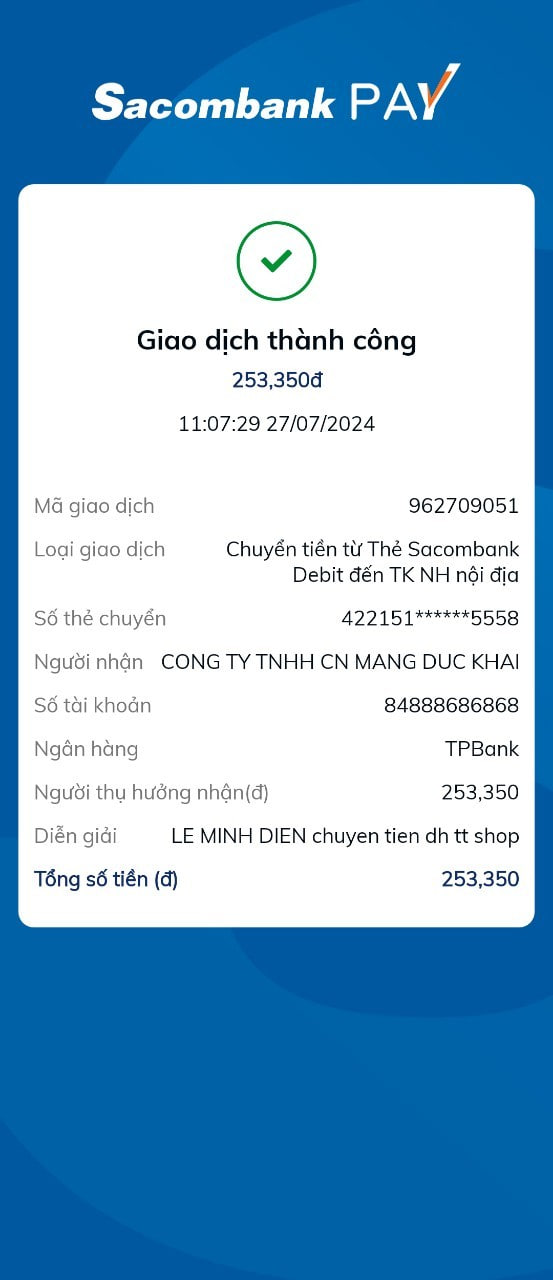 Sacombank PAY
Giao dịch thành công
253,350đ
11:07:29 27/07/2024
Mã giao dịch 962709051
Loại giao dịch Chuyển tiền từ Thẻ Sacombank
Debit đến TK NH nội địa
Số thẻ chuyển 422151******5558
Người nhận CONG TY TNHH CN MANG DUC KHAI
Số tài khoản 84888686868
Ngân hàng TPBank
Người thụ hưởng nhận(đ) 253,350
Diễn giải LE MINH DIEN chuyen tien dh tt shop
Tổng số tiền (đ) 253,350